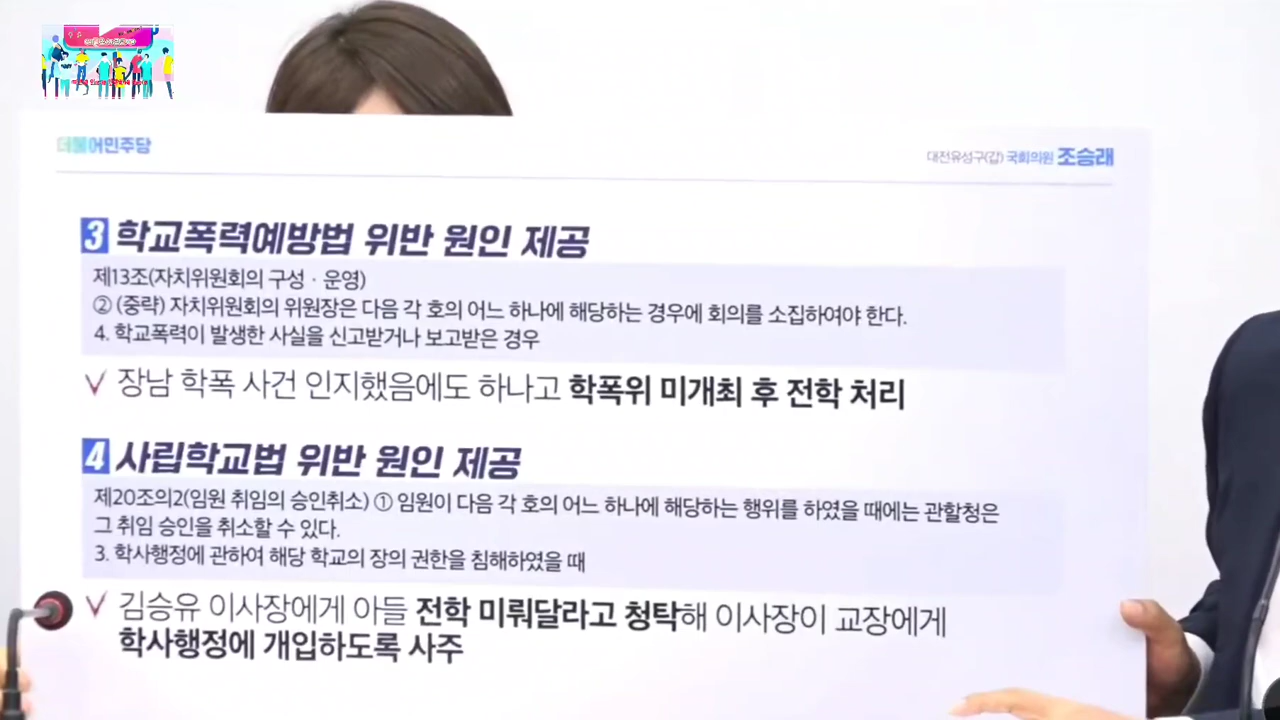 더불어민주당
대전유성구(갑) 국회의원 조승래
3 학교폭력예방법 위반 원인 제공
제13조(자치위원회의 구성 · 운영)
② (중략) 자치위원회의 위원장은 다음 각 호의 어느 하나에 해당하는 경우에 회의를 소집하여야 한다.
4. 학교폭력이 발생한 사실을 신고받거나 보고받은 경우
장남 학폭 사건 인지했음에도 하나고 학폭위 미개최 후 전학 처리
4 사립학교법 위반 원인 제공
제20조의2(임원 취임의 승인취소) ① 임원이 다음 각 호의 어느 하나에 해당하는 행위를 하였을 때에는 관할청은
그 취임 승인을 취소할 수 있다.
3. 학사행정에 관하여 해당 학교의 장의 권한을 침해하였을 때
김승유 이사장에게 아들 전학 미뤄달라고 청탁해 이사장이 교장에게
학사행정에 개입하도록 사주